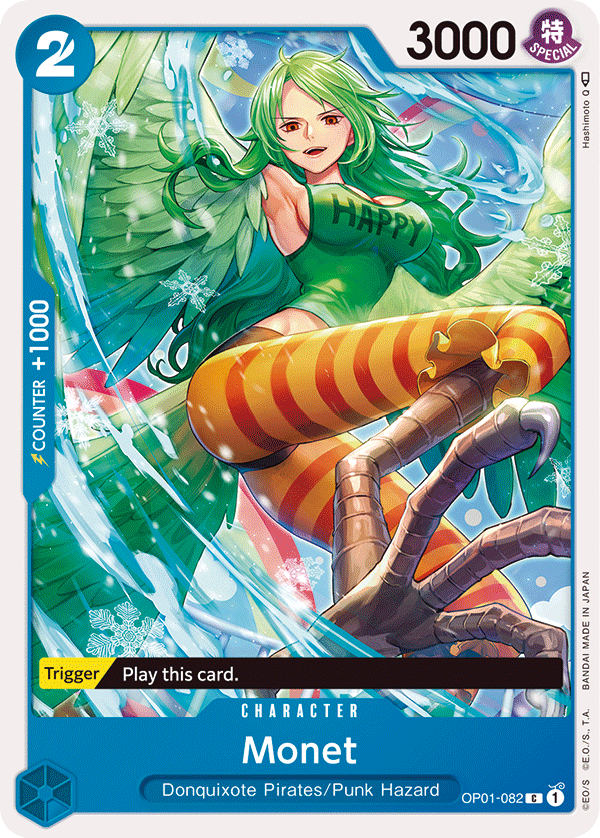 2
3000
特
SPECIAL
Hashimoto Q
HAPPY
COUNTER +1000
Trigger Play this card.
CHARACTER
Monet
Donquixote Pirates/Punk Hazard
OP01-082 C 1
©E.O/S ©E.O./S., T.A. BANDAI MADE IN JAPAN